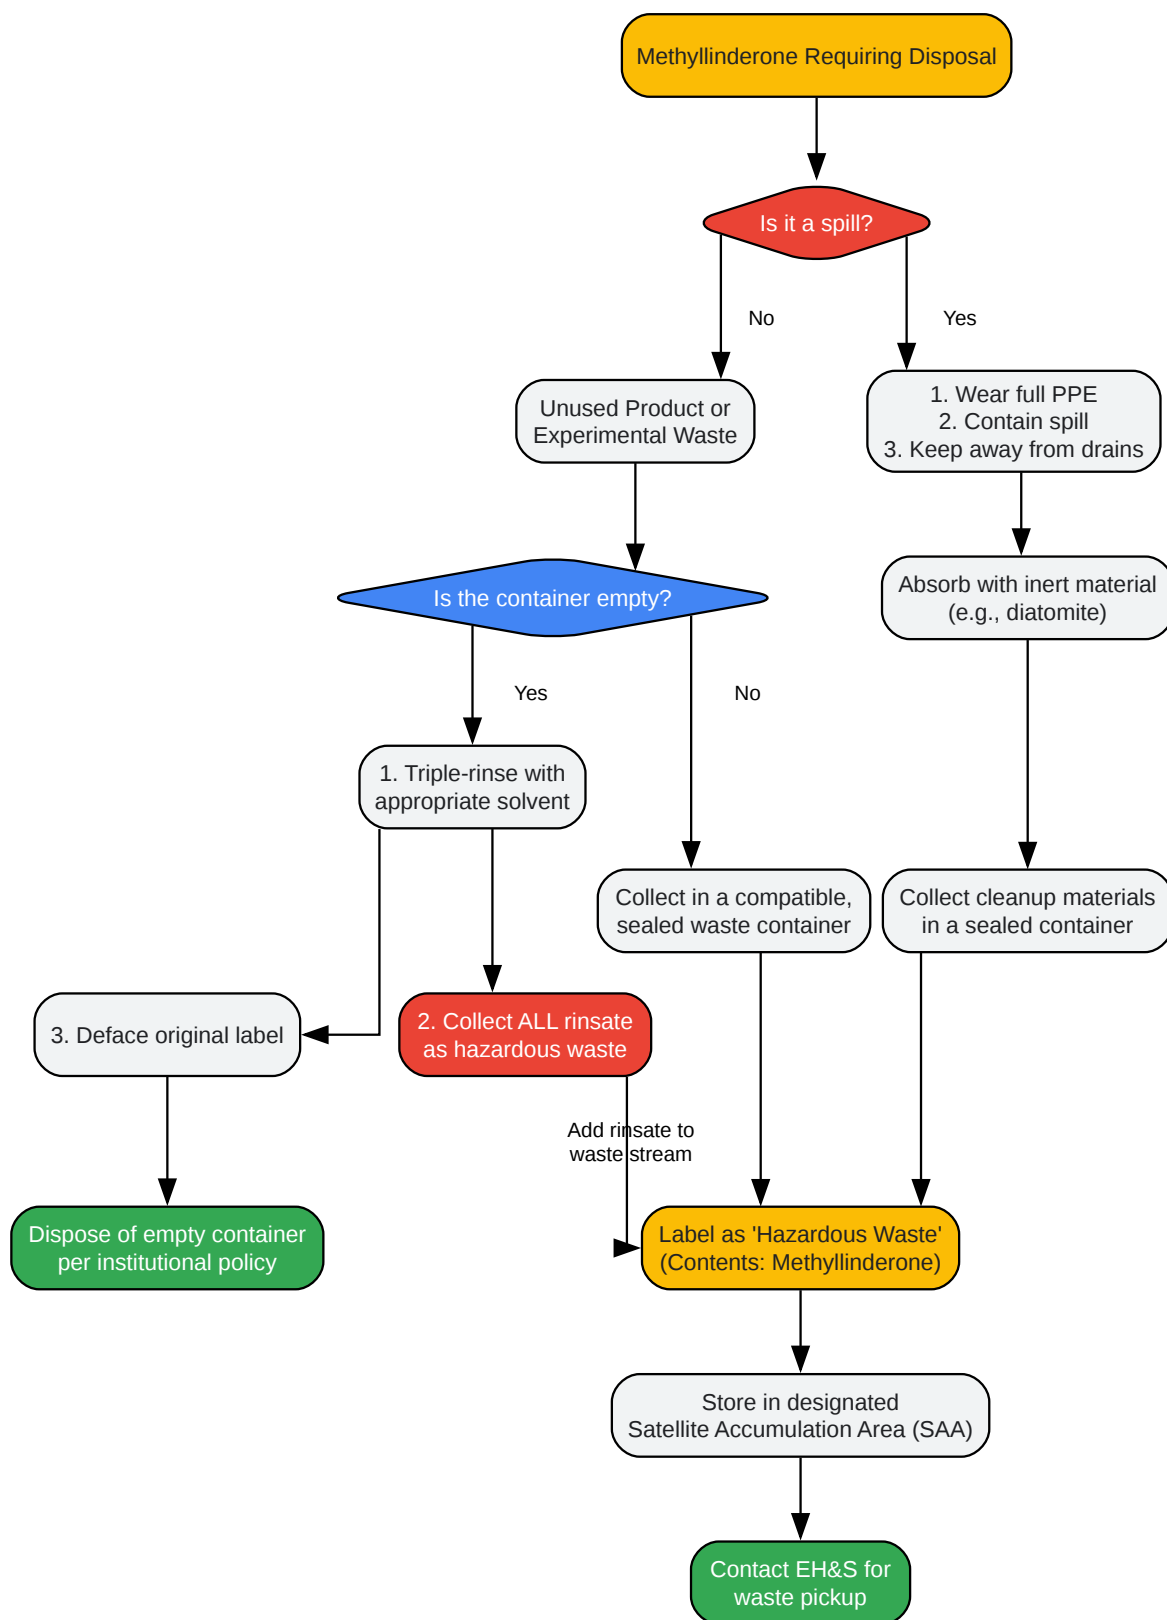 Methyllinderone Requiring Disposal
Is it a spill?
No
Yes
Unused Product or
Experimental Waste
1. Wear full PPE
2. Contain spill
3. Keep away from drains
Is the container empty?
Absorb with inert material
(e.g., diatomite)
Yes
No
1. Triple-rinse with
appropriate solvent
Collect in a compatible,
sealed waste container
Collect cleanup materials
in a sealed container
3. Deface original label
2. Collect ALL rinsate
as hazardous waste
Add rinsate to
waste stream
Dispose of empty container
per institutional policy
Label as 'Hazardous Waste'
(Contents: Methyllinderone)
Store in designated
Satellite Accumulation Area (SAA)
Contact EH&S for
waste pickup